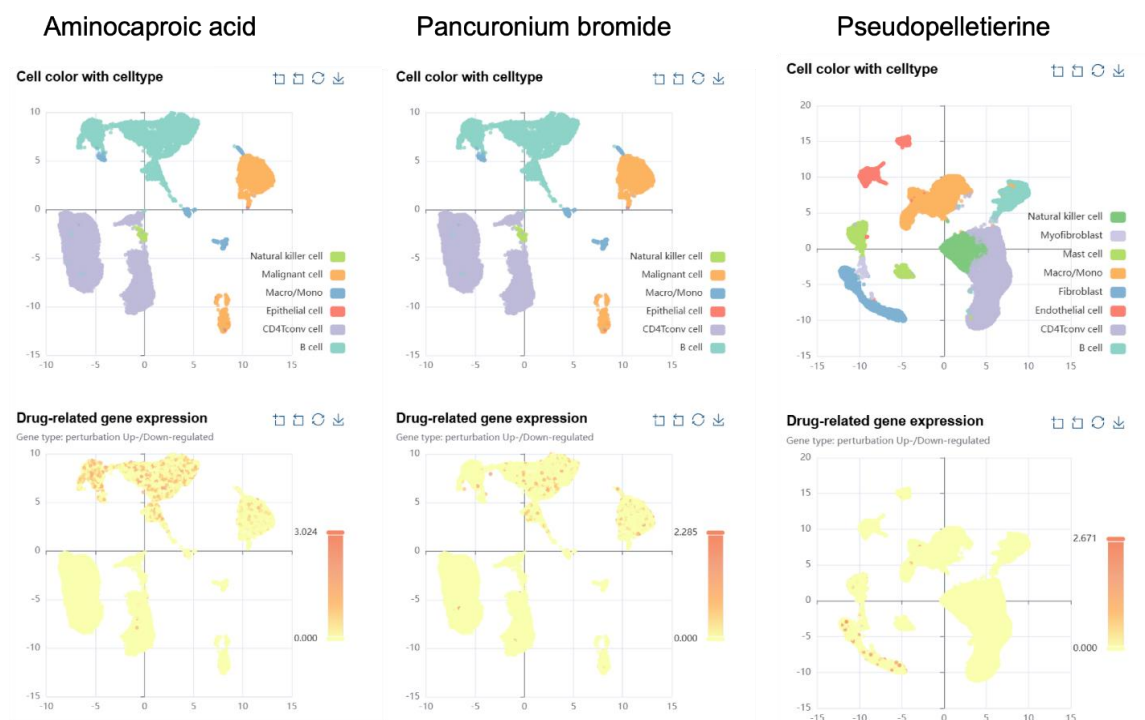 Aminocaproic acid
Pancuronium bromide
Pseudopelletierine
Cell color with celltype
10
5
0
-5
-10
-15
-10
-5
0
5
10
15
Natural killer cell
Malignant cell
Macro/Mono
Epithelial cell
CD4Tconv cell
B cell
Cell color with celltype
10
5
0
-5
-10
-15
-10
-5
0
5
10
15
Natural killer cell
Malignant cell
Macro/Mono
Epithelial cell
CD4Tconv cell
B cell
Cell color with celltype
20
15
10
5
0
-5
-10
-15
-15
-10
-5
0
5
10
15
Natural killer cell
Myofibroblast
Mast cell
Macro/Mono
Fibroblast
Endothelial cell
CD4Tconv cell
B cell
Drug-related gene expression
Gene type: perturbation Up-/Down-regulated
10
5
0
-5
-10
-15
-10
-5
0
5
10
15
3.024
0.000
Drug-related gene expression
Gene type: perturbation Up-/Down-regulated
10
5
0
-5
-10
-15
-10
-5
0
5
10
15
2.285
0.000
Drug-related gene expression
Gene type: perturbation Up-/Down-regulated
20
15
10
5
0
-5
-10
-15
-15
-10
-5
0
5
10
15
2.671
0.000